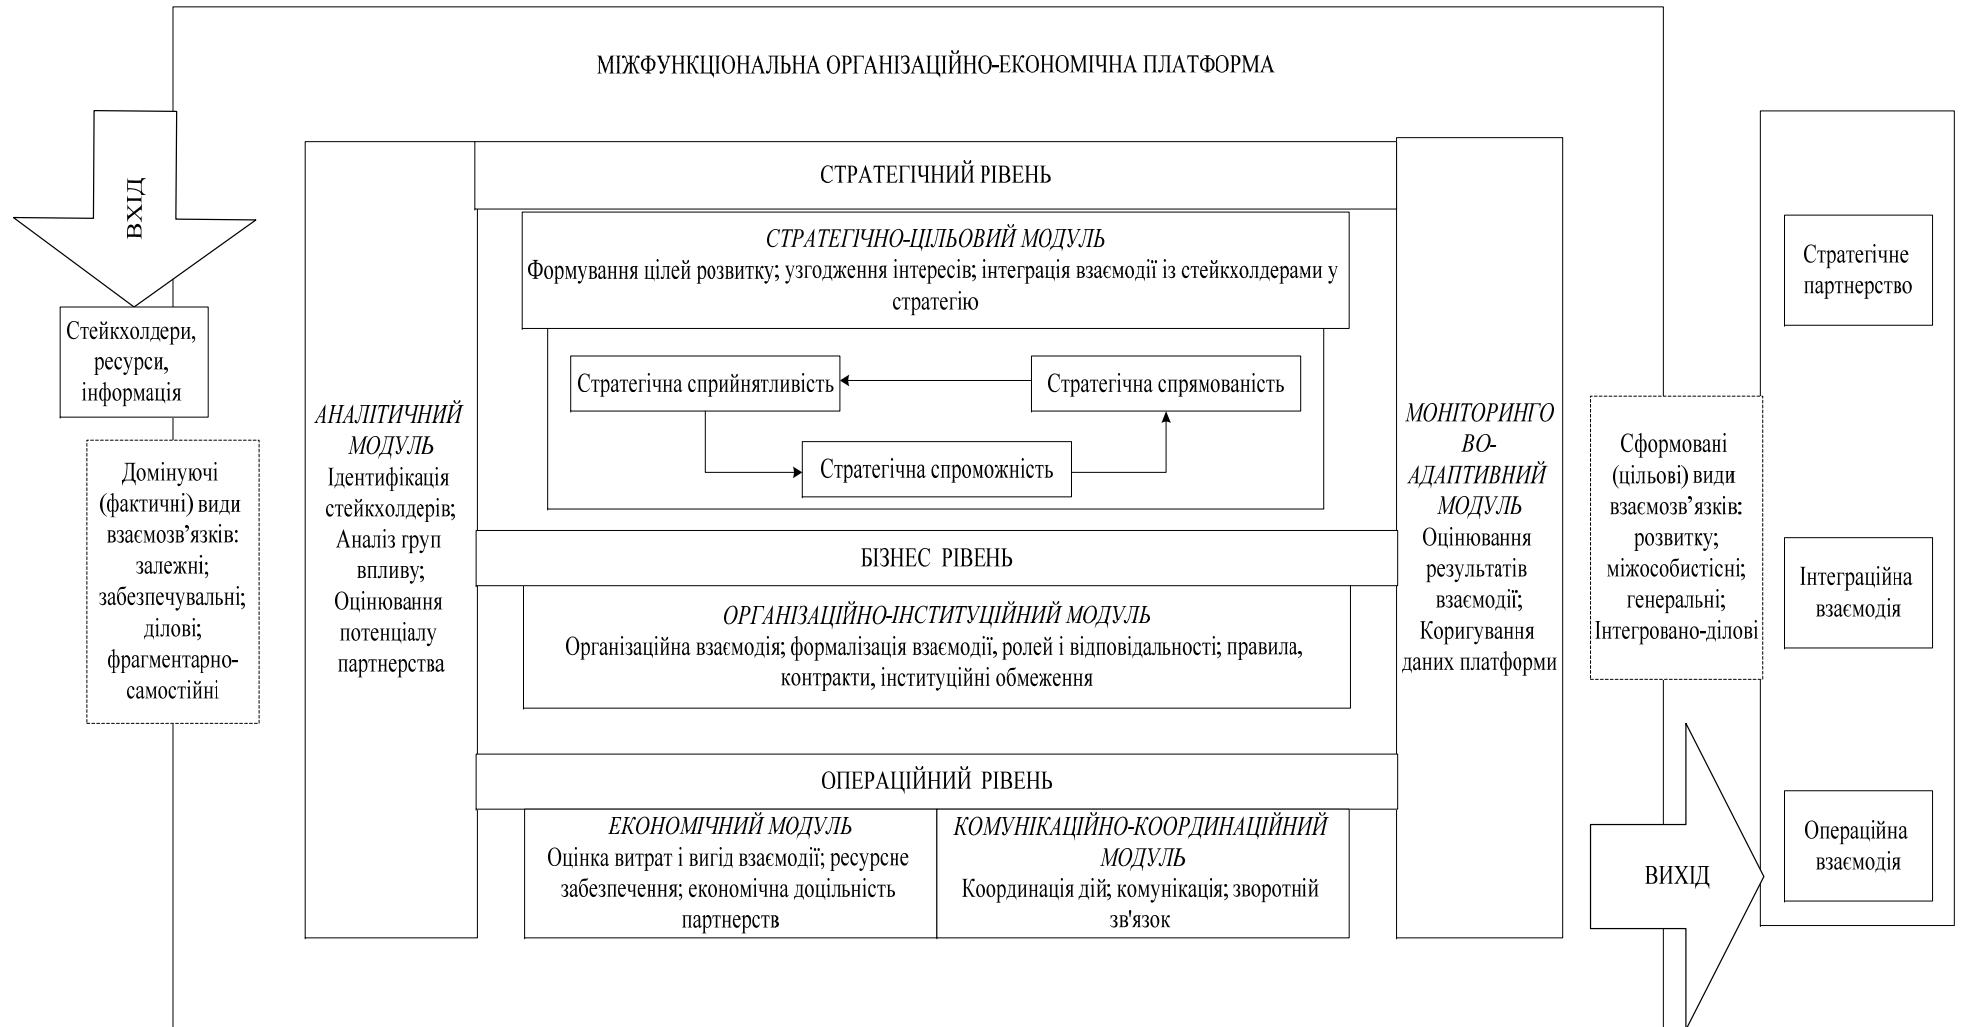 МІЖФУНКЦІОНАЛЬНА ОРГАНІЗАЦІЙНО-ЕКОНОМІЧНА ПЛАТФОРМА
ВХІД
Стейкхолдери,
ресурси,
інформація
Домінуючі
(фактичні) види
взаємозв’язків:
залежні;
забезпечувальні;
ділові;
фрагментарно-
самостійні
АНАЛІТИЧНИЙ
МОДУЛЬ
Ідентифікація
стейкхолдерів;
Аналіз груп
впливу;
Оцінювання
потенціалу
партнерства
СТРАТЕГІЧНИЙ РІВЕНЬ
СТРАТЕГІЧНО-ЦІЛЬОВИЙ МОДУЛЬ
Формування цілей розвитку; узгодження інтересів; інтеграція взаємодії із стейкхолдерами у
стратегію
Стратегічна сприйнятливість
Стратегічна спрямованість
Стратегічна спроможність
БІЗНЕС РІВЕНЬ
ОРГАНІЗАЦІЙНО-ІНСТИТУЦІЙНИЙ МОДУЛЬ
Організаційна взаємодія; формалізація взаємодії, ролей і відповідальності; правила,
контракти, інституційні обмеження
ОПЕРАЦІЙНИЙ РІВЕНЬ
ЕКОНОМІЧНИЙ МОДУЛЬ
Оцінка витрат і вигід взаємодії; ресурсне
забезпечення; економічна доцільність
партнерств
КОМУНІКАЦІЙНО-КООРДИНАЦІЙНИЙ
МОДУЛЬ
Координація дій; комунікація; зворотній
зв'язок
МОНІТОРИНГО
ВО-
АДАПТИВНИЙ
МОДУЛЬ
Оцінювання
результатів
взаємодії;
Коригування
даних платформи
Сформовані
(цільові) види
взаємозв’язків:
розвитку;
міжособистісні;
генеральні;
Інтегровано-ділові
ВИХІД
Стратегічне
партнерство
Інтеграційна
взаємодія
Операційна
взаємодія